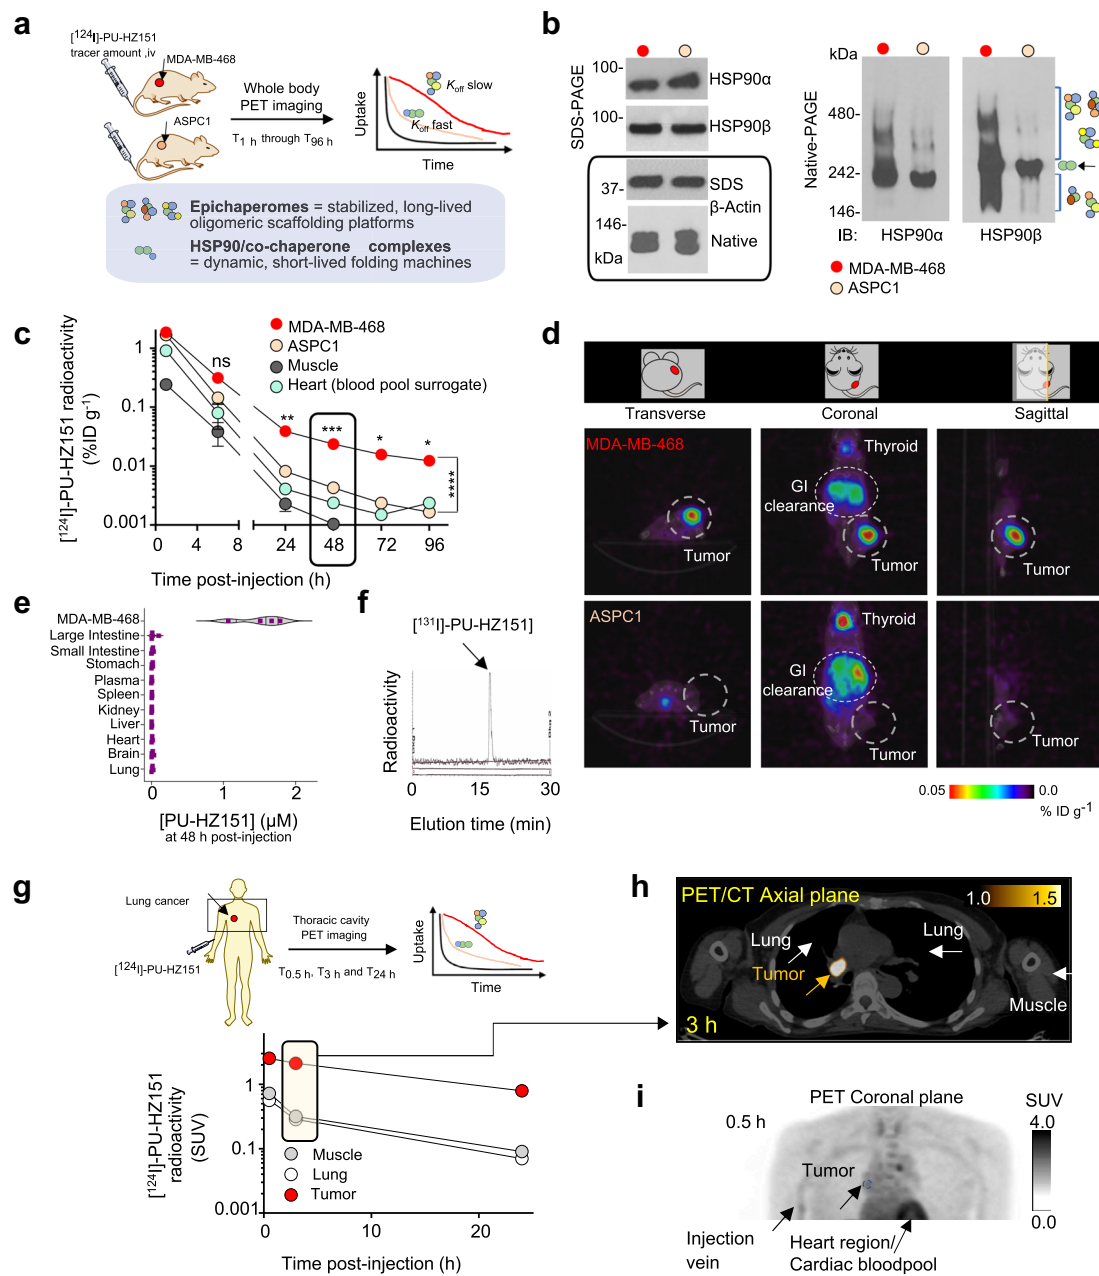 a
[124I]-PU-HZ151
tracer amount ,iv
MDA-MB-468
ASPC1
Whole body
PET imaging
T1 h through T96 h
Uptake
Koff slow
Koff fast
Time
Epichaperomes = stabilized, long-lived
oligomeric scaffolding platforms
HSP90/co-chaperone complexes
= dynamic, short-lived folding machines
b
SDS-PAGE
100-
HSP90α
100-
HSP90β
37-
SDS
β-Actin
146-
Native
kDa
kDa
Native-PAGE
480-
242-
146-
IB: HSP90α HSP90β
MDA-MB-468
ASPC1
c
[124I]-PU-HZ151 radioactivity
(%ID g-1)
1
0.1
0.01
0.001
MDA-MB-468
ASPC1
Muscle
Heart (blood pool surrogate)
ns
**
***
*
*
****
0 4 8 24 48 72 96
Time post-injection (h)
d
Transverse Coronal Sagittal
MDA-MB-468
Thyroid
GI
clearance
Tumor
Tumor
Tumor
ASPC1
Thyroid
GI
clearance
Tumor
Tumor
Tumor
0.05 0.0
% ID g-1
e
MDA-MB-468
Large Intestine
Small Intestine
Stomach
Plasma
Spleen
Kidney
Liver
Heart
Brain
Lung
0 1 2
[PU-HZ151] (µM)
at 48 h post-injection
f
[131I]-PU-HZ151]
Radioactivity
0 15 30
Elution time (min)
g
Lung cancer
[124I]-PU-HZ151
Thoracic cavity
PET imaging
T0.5 h, T3 h and T24 h
Uptake
Time
[124I]-PU-HZ151
radioactivity
(SUV)
1
0.1
0.001
Muscle
Lung
Tumor
0 10 20
Time post-injection (h)
h
PET/CT Axial plane
1.0 1.5
Lung
Lung
Tumor
Muscle
3 h
i
PET Coronal plane
0.5 h
SUV
4.0
0.0
Tumor
Injection
vein
Heart region/
Cardiac bloodpool